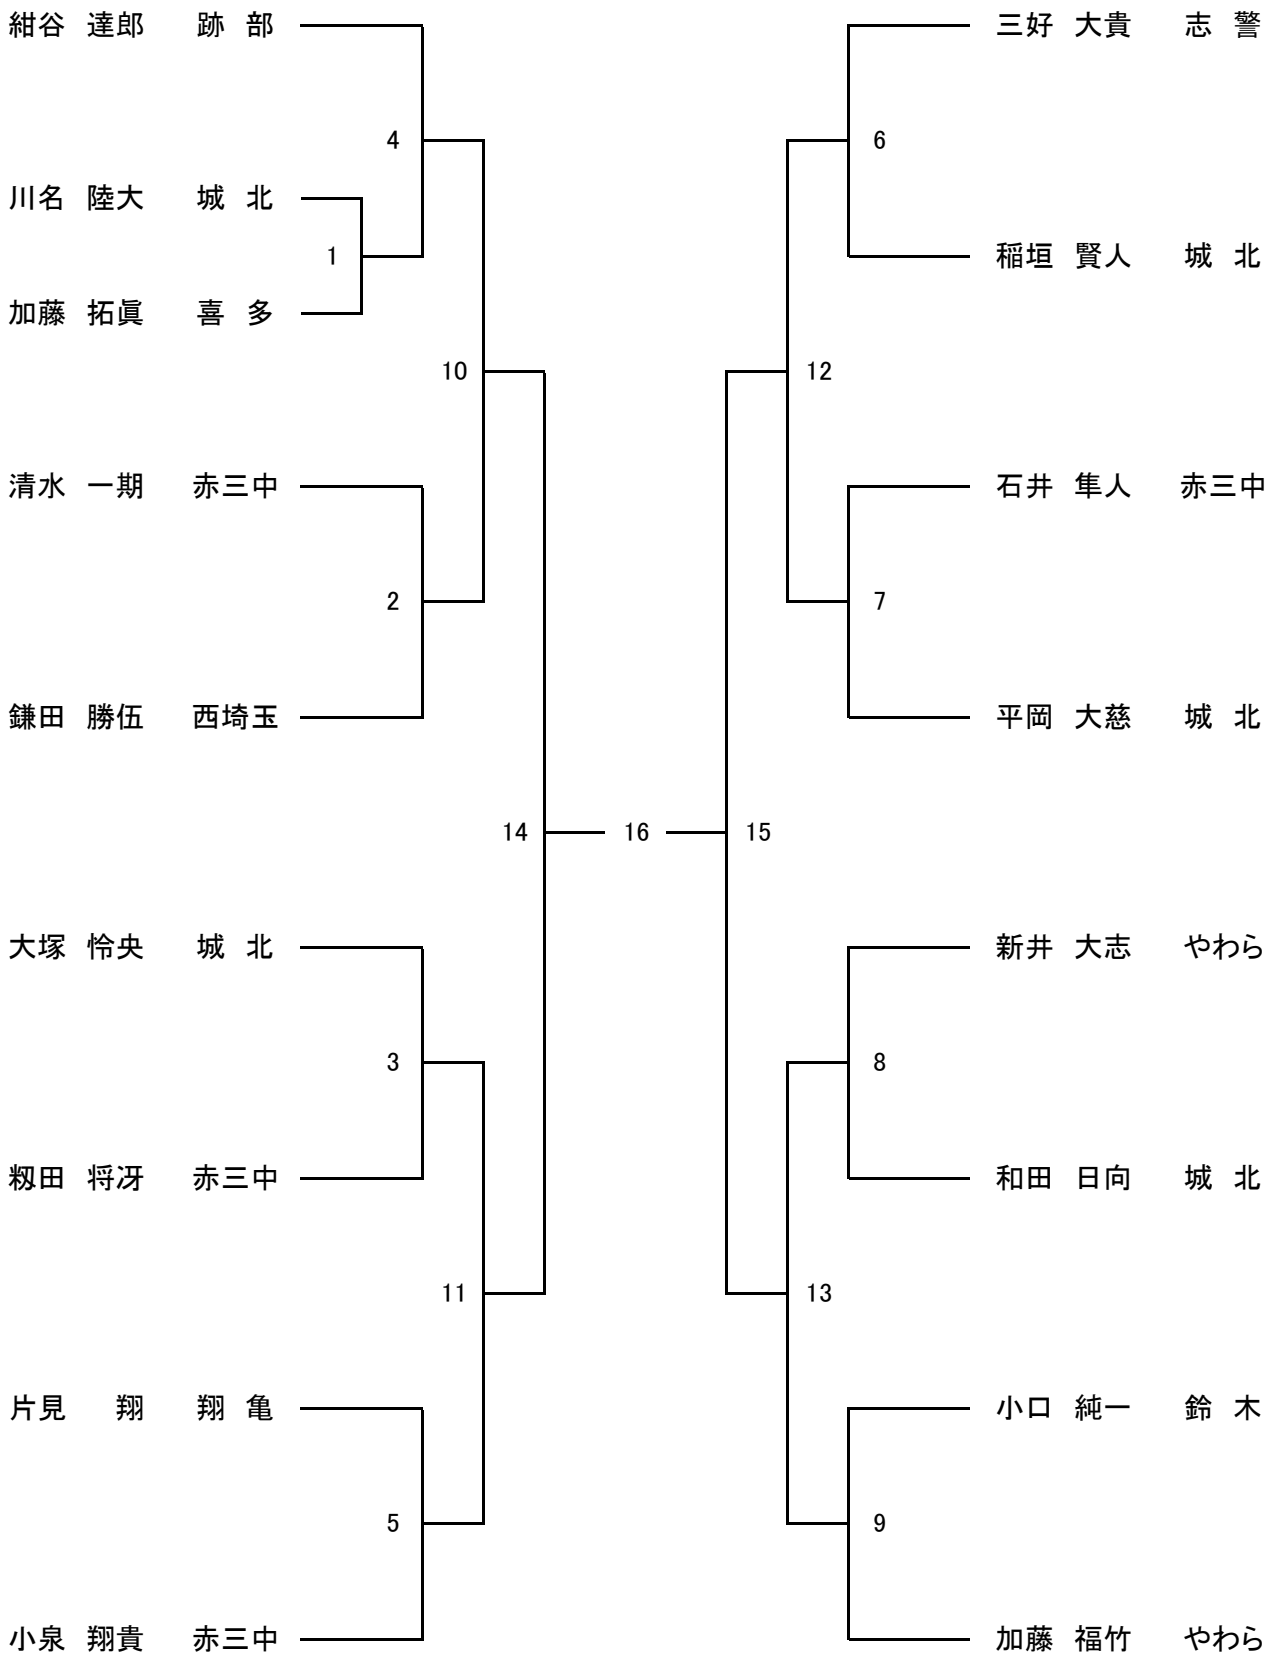 紺谷 達郎 跡 部
4
川名 陸大 城 北
1
加藤 拓眞 喜 多
10
清水 一期 赤三中
2
鎌田 勝伍 西埼玉
14
大塚 怜央 城 北
3
籾田 将冴 赤三中
11
片見 翔 翔 亀
5
小泉 翔貴 赤三中
16
三好 大貴 志 警
6
稲垣 賢人 城 北
12
石井 隼人 赤三中
7
平岡 大慈 城 北
15
新井 大志 やわら
8
和田 日向 城 北
13
小口 純一 鈴 木
9
加藤 福竹 やわら